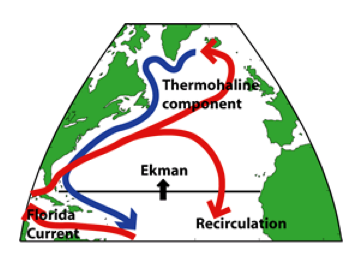 Thermohaline
component
Ekman
Florida
Current
Recirculation